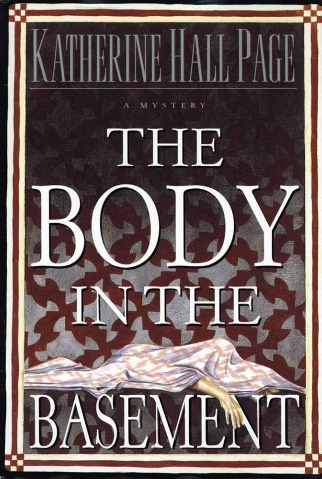 KATHERINE HALL PAGE
A MYSTERY
THE
BODY
IN THE
BASEMENT